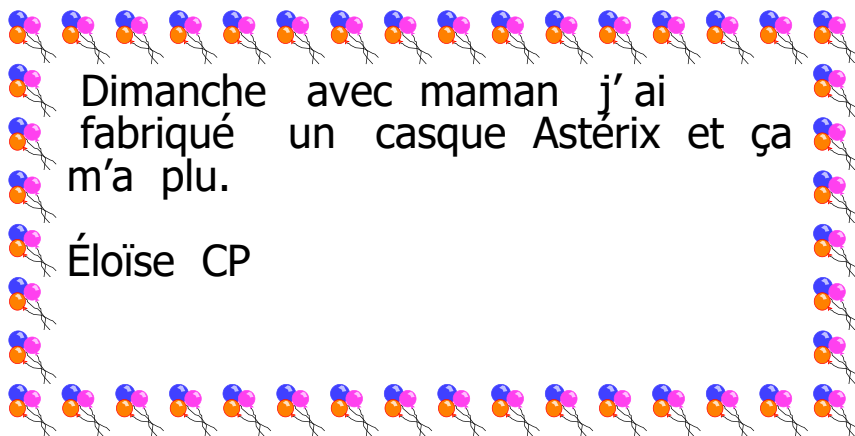 Dimanche avec maman j’ai
fabriqué un casque Astérix et ça
m’a plu.
Éloïse CP